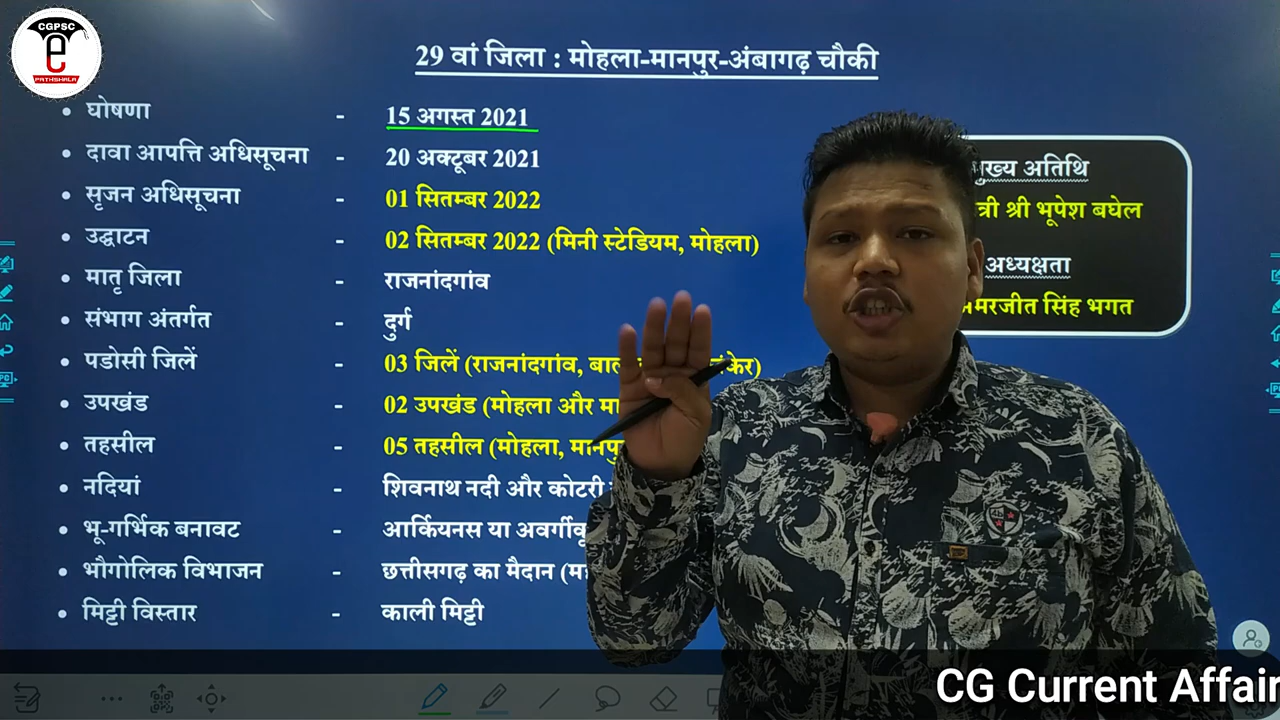 CGPSC
e
PATHSHALA
29 वां जिला : मोहला-मानपुर-अंबागढ़ चौकी
• घोषणा - 15 अगस्त 2021
• दावा आपत्ति अधिसूचना - 20 अक्टूबर 2021
• सृजन अधिसूचना - 01 सितम्बर 2022
• उद्घाटन - 02 सितम्बर 2022 (मिनी स्टेडियम, मोहला)
• मातृ जिला - राजनांदगांव
• संभाग अंतर्गत - दुर्ग
• पडोसी जिलें - 03 जिलें (राजनांदगांव,
• उपखंड - 02 उपखंड (मोहला और
• तहसील - 05 तहसील (मोहला,
• नदियां - शिवनाथ नदी और कोटरी
• भू-गर्भिक बनावट - आर्कियनस या
• भौगोलिक विभाजन - छत्तीसगढ़ का मैदान
• मिट्टी विस्तार - काली मिट्टी
अतिथि
श्री भूपेश बघेल
अध्यक्षता
सिंह भगत
CG Current Affair